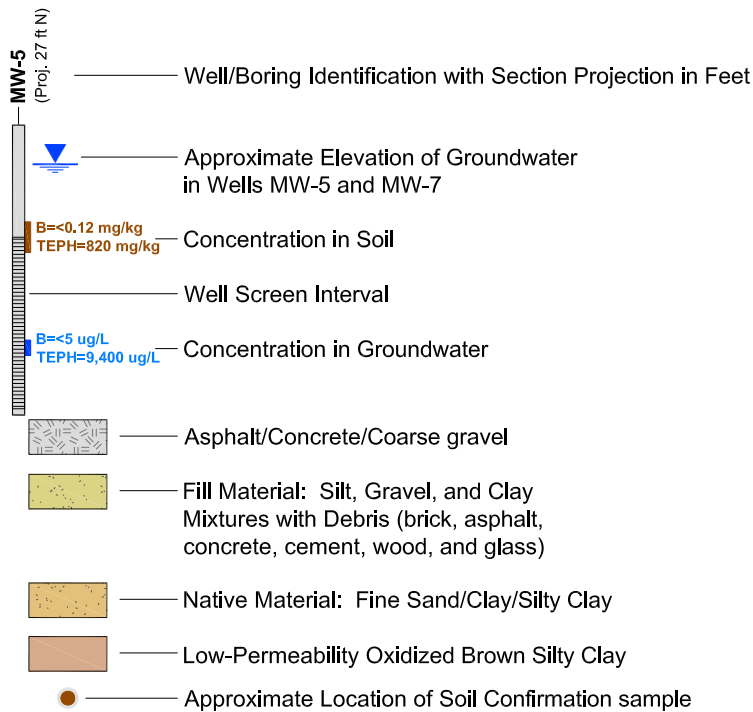 MW-5
(Proj. 27 ft N)
Well/Boring Identification with Section Projection in Feet
Approximate Elevation of Groundwater
in Wells MW-5 and MW-7
B=<0.12 mg/kg
TEPH=820 mg/kg
Concentration in Soil
Well Screen Interval
B=<5 ug/L
TEPH=9,400 ug/L
Concentration in Groundwater
Asphalt/Concrete/Coarse gravel
Fill Material: Silt, Gravel, and Clay
Mixtures with Debris (brick, asphalt,
concrete, cement, wood, and glass)
Native Material: Fine Sand/Clay/Silty Clay
Low-Permeability Oxidized Brown Silty Clay
Approximate Location of Soil Confirmation sample